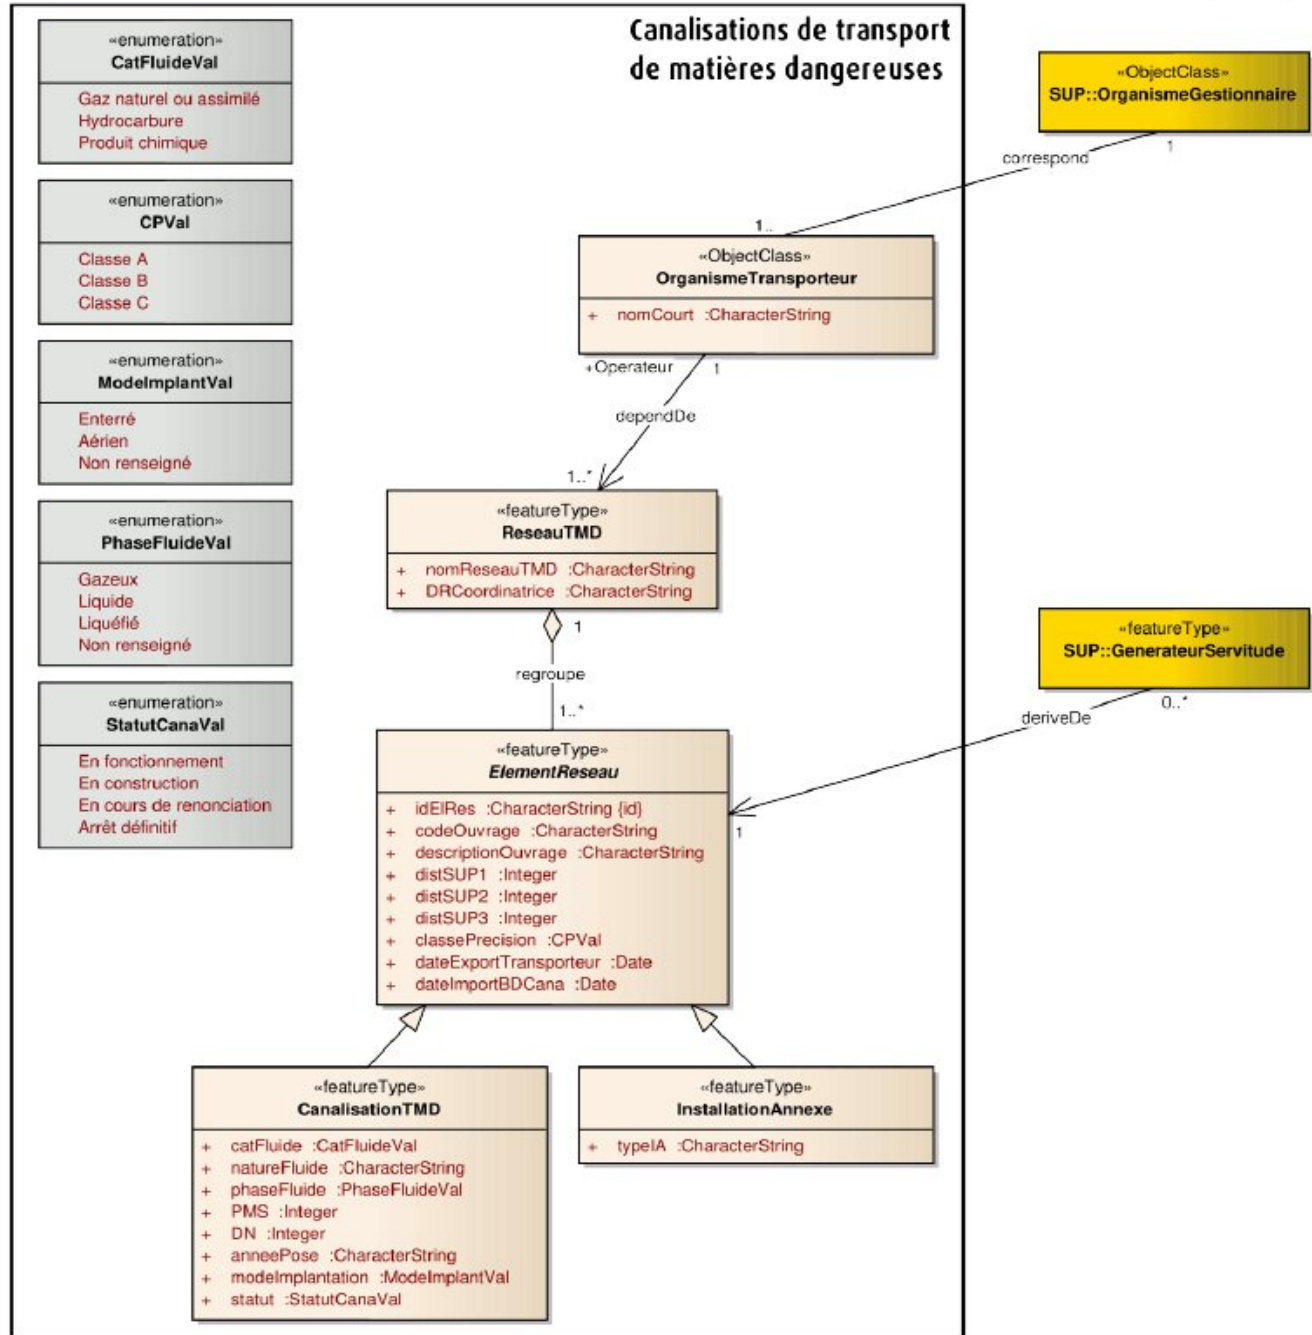 Canalisations de transport
de matières dangereuses
«enumeration»
CatFluideVal
Gaz naturel ou assimilé
Hydrocarbure
Produit chimique
«enumeration»
CPVal
Classe A
Classe B
Classe C
«enumeration»
ModeImplantVal
Enterré
Aérien
Non renseigné
«enumeration»
PhaseFluideVal
Gazeux
Liquide
Liquéfié
Non renseigné
«enumeration»
StatutCanaVal
En fonctionnement
En construction
En cours de renonciation
Arrêt définitif
«ObjectClass»
SUP::OrganismeGestionnaire
1
correspond
1..
«ObjectClass»
OrganismeTransporteur
+ nomCourt :CharacterString
+Operateur
1
dependDe
1..*
«featureType»
ReseauTMD
+ nomReseauTMD :CharacterString
+ DRCoordinatrice :CharacterString
1
regroupe
1..*
«featureType»
SUP::GenerateurServitude
0..*
deriveDe
1
«featureType»
ElementReseau
+ idElRes :CharacterString {id}
+ codeOuvrage :CharacterString
+ descriptionOuvrage :CharacterString
+ distSUP1 :Integer
+ distSUP2 :Integer
+ distSUP3 :Integer
+ classePrecision :CPVal
+ dateExportTransporteur :Date
+ dateImportBDCana :Date
«featureType»
CanalisationTMD
+ catFluide :CatFluideVal
+ natureFluide :CharacterString
+ phaseFluide :PhaseFluideVal
+ PMS :Integer
+ DN :Integer
+ anneePose :CharacterString
+ modeImplantation :ModeImplantVal
+ statut :StatutCanaVal
«featureType»
InstallationAnnexe
+ typeIA :CharacterString